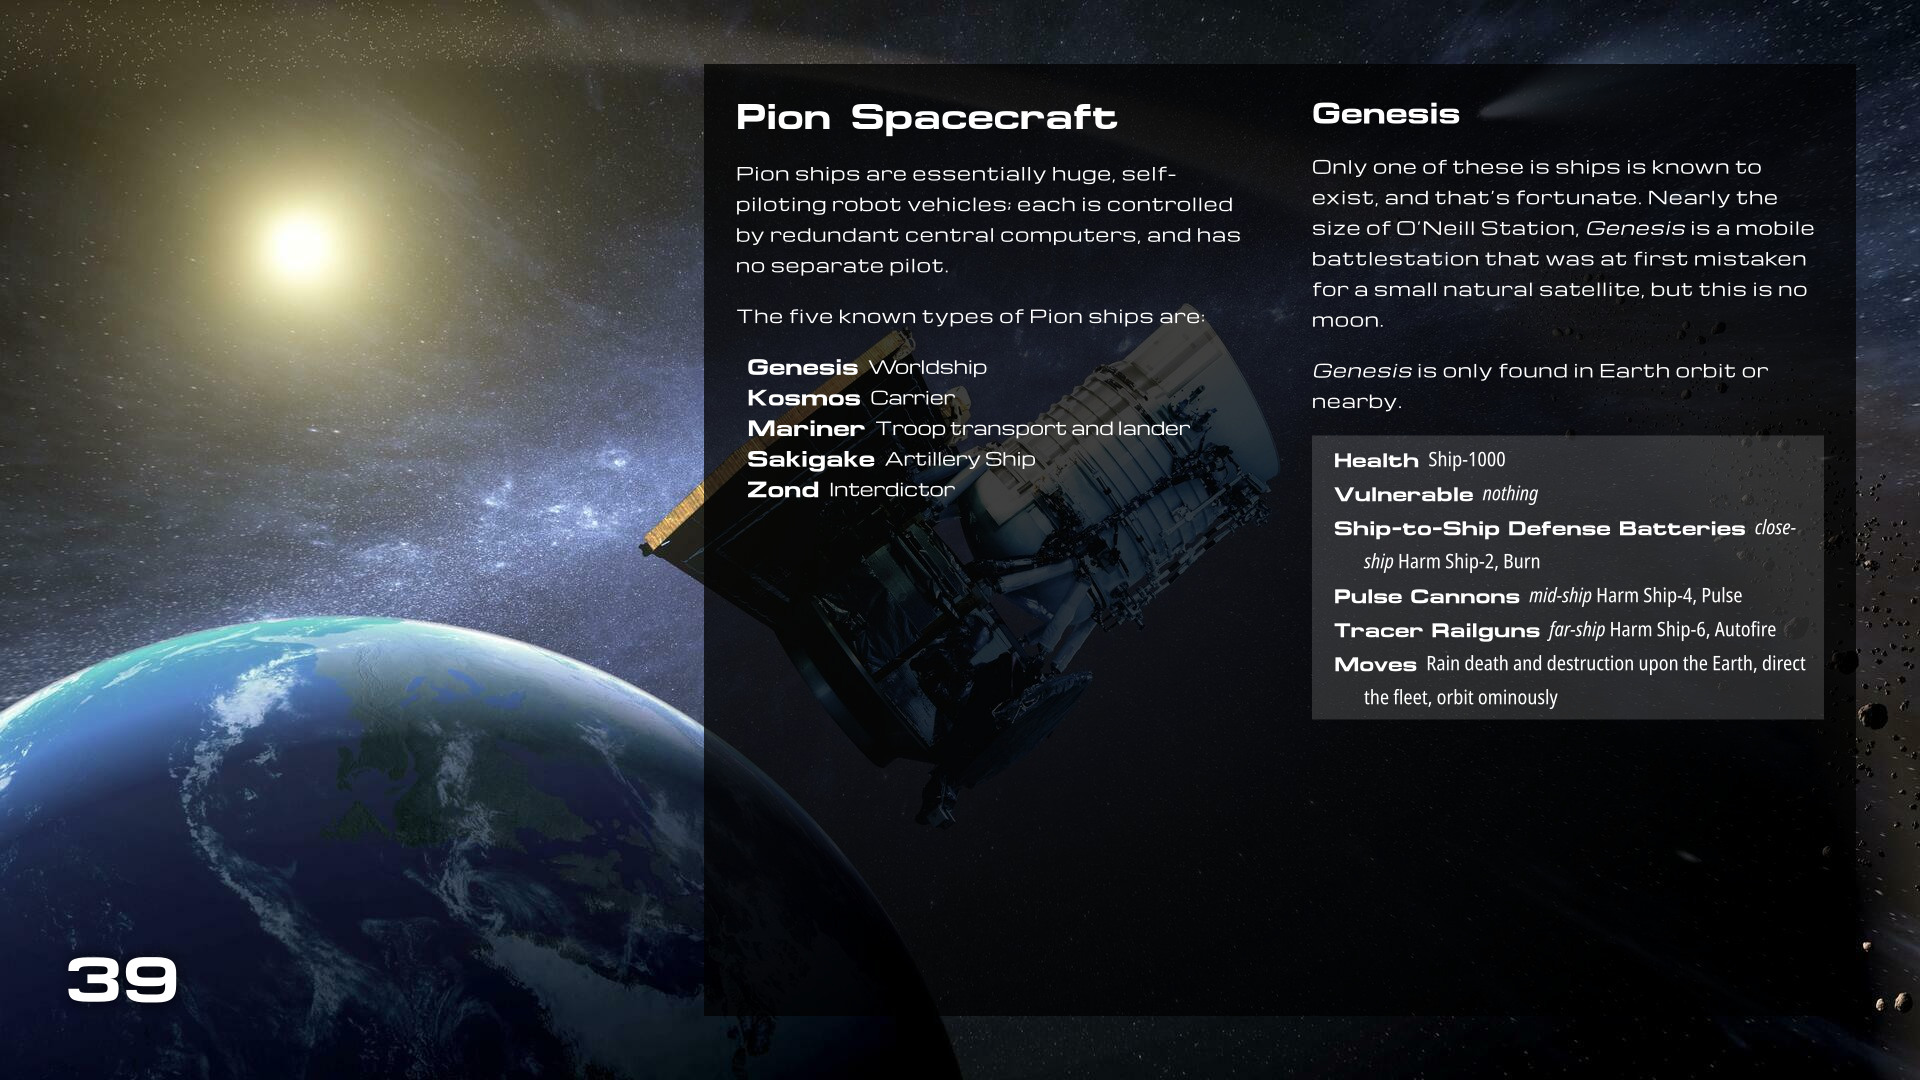 Pion Spacecraft
Pion ships are essentially huge, self-
piloting robot vehicles; each is controlled
by redundant central computers, and has
no separate pilot.
The five known types of Pion ships are:
Genesis Worldship
Kosmos Carrier
Mariner Troop transport and lander
Sakigake Artillery Ship
Zond Interdictor
Genesis
Only one of these is ships is known to
exist, and that's fortunate. Nearly the
size of O'Neill Station, Genesis is a mobile
battlestation that was at first mistaken
for a small natural satellite, but this is no
moon.
Genesis is only found in Earth orbit or
nearby.
Health Ship-1000
Vulnerable nothing
Ship-to-Ship Defense Batteries close-
ship Harm Ship-2, Burn
Pulse Cannons mid-ship Harm Ship-4, Pulse
Tracer Railguns far-ship Harm Ship-6, Autofire
Moves Rain death and destruction upon the Earth, direct
the fleet, orbit ominously
39